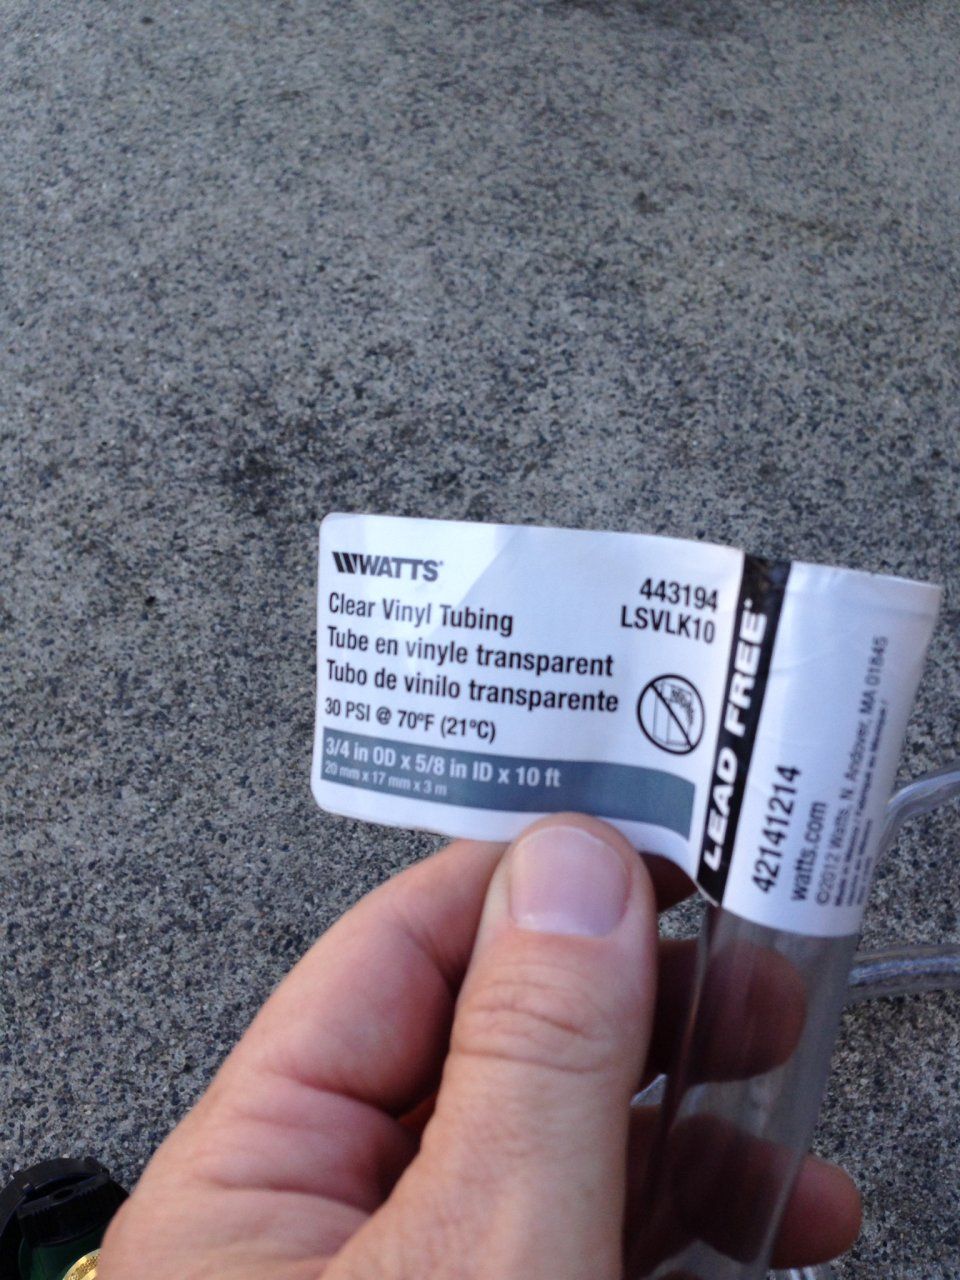 WATTS
443194
LSVLK10
Clear Vinyl Tubing
Tube en vinyle transparent
Tubo de vinilo transparente
30 PSI @ 70°F (21°C)
3/4 in OD x 5/8 in ID x 10 ft
20 mm x 17 mm x 3 m
LEAD FREE*
42141214
watts.com
©2012 Watts, N. Andover, MA 01845